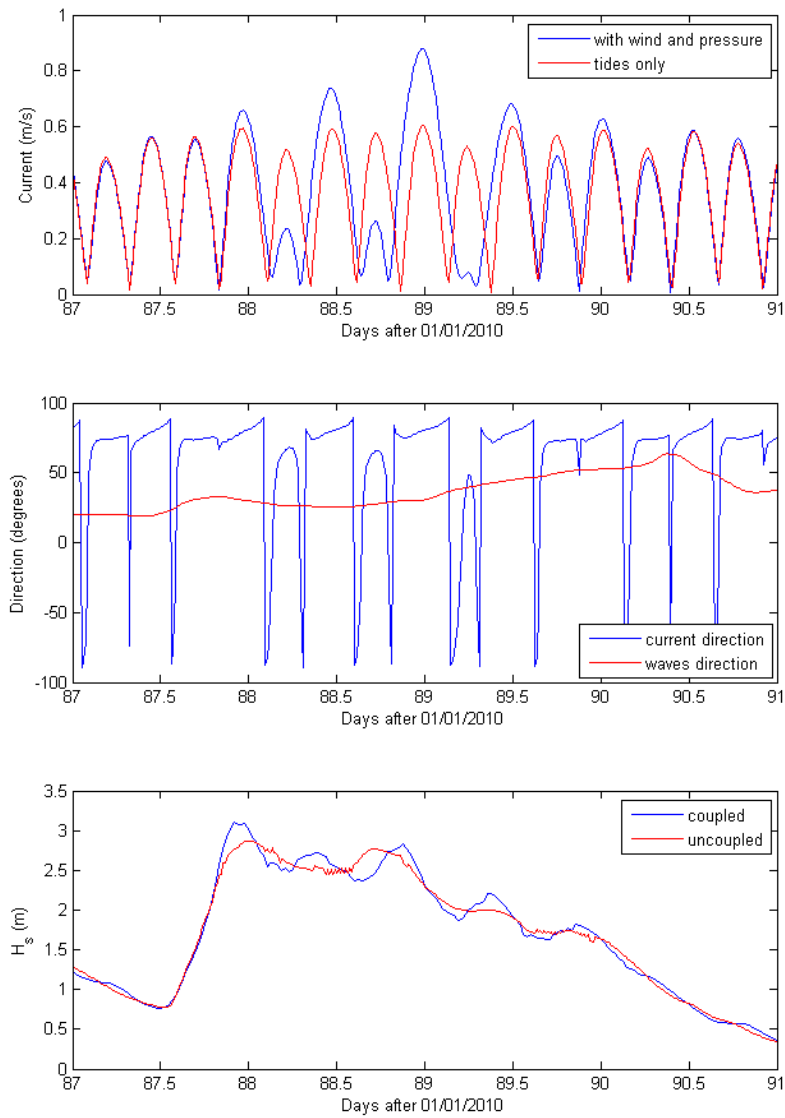 1
0.8
0.6
0.4
0.2
0
Current (m/s)
with wind and pressure
tides only
87 87.5 88 88.5 89 89.5 90 90.5 91
Days after 01/01/2010
100
50
0
-50
-100
Direction (degrees)
current direction
waves direction
87 87.5 88 88.5 89 89.5 90 90.5 91
Days after 01/01/2010
3.5
3
2.5
2
1.5
1
0.5
0
H_s (m)
coupled
uncoupled
87 87.5 88 88.5 89 89.5 90 90.5 91
Days after 01/01/2010